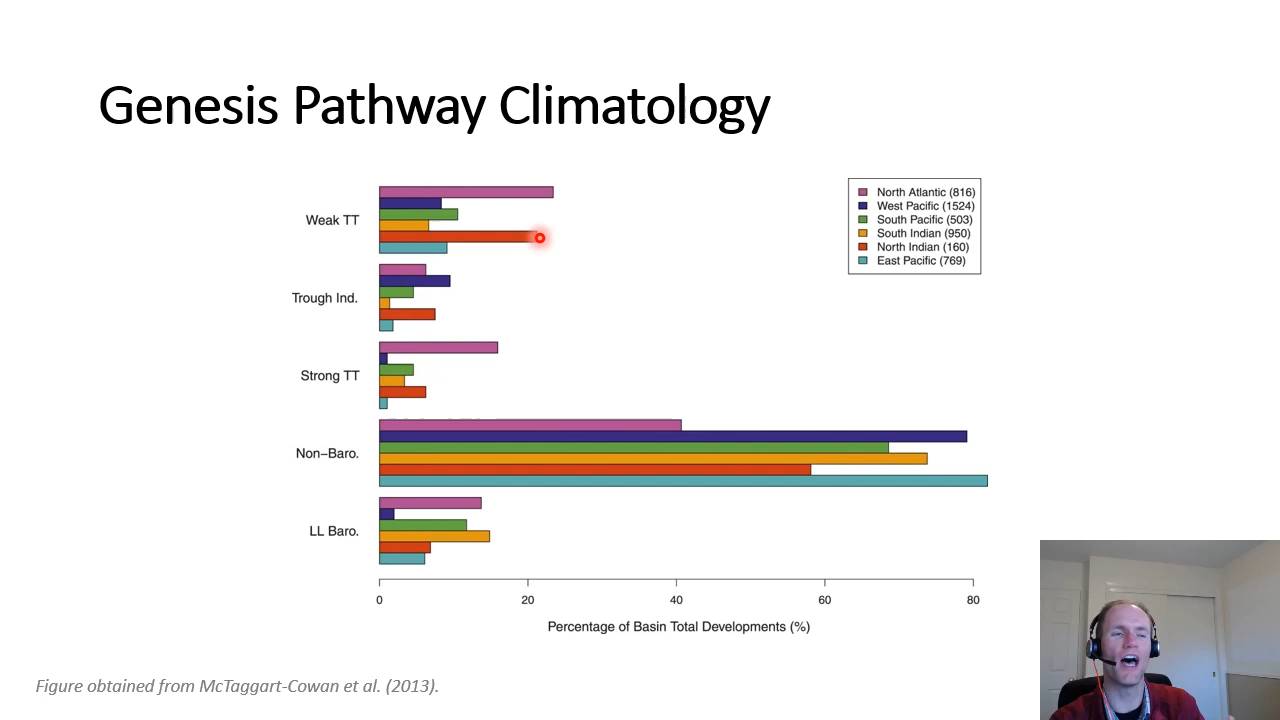 Genesis Pathway Climatology
North Atlantic (816)
West Pacific (1524)
South Pacific (503)
South Indian (950)
North Indian (160)
East Pacific (769)
Weak TT
Trough Ind.
Strong TT
Non−Baro.
LL Baro.
0 20 40 60 80
Percentage of Basin Total Developments (%)
Figure obtained from McTaggart-Cowan et al. (2013).